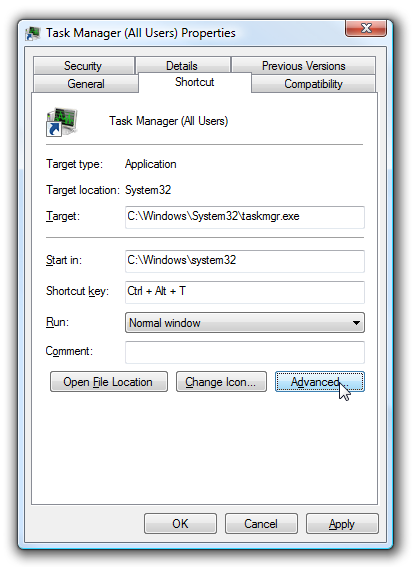 Task Manager (All Users) Properties
Security Details Previous Versions
General Shortcut Compatibility
Task Manager (All Users)
Target type: Application
Target location: System32
Target: C:\Windows\System32\taskmgr.exe
Start in: C:\Windows\system32
Shortcut key: Ctrl + Alt + T
Run: Normal window
Comment:
Open File Location Change Icon... Advanced...
OK Cancel Apply